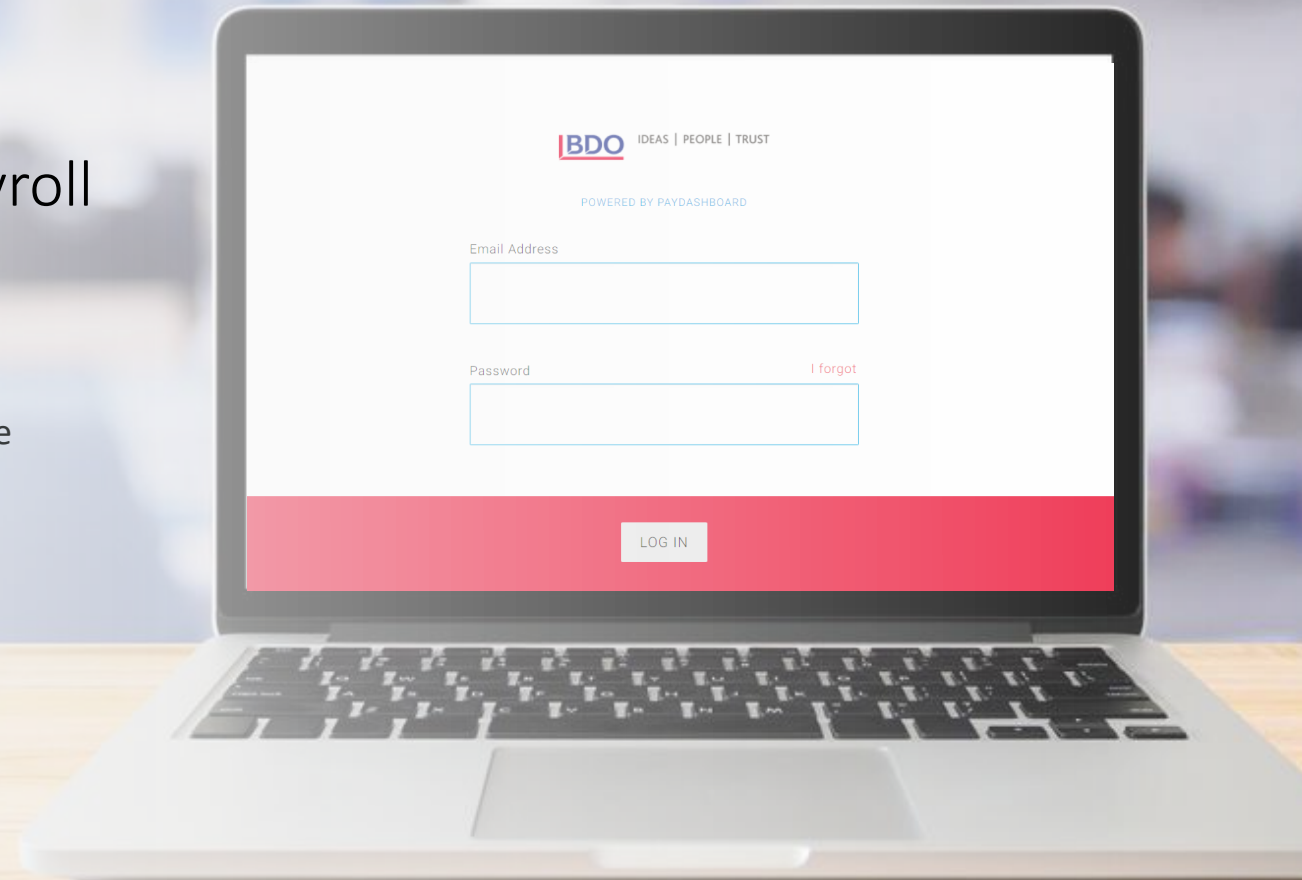 yroll
BDO IDEAS | PEOPLE | TRUST
POWERED BY PAYDASHBOARD
Email Address
Password I forgot
e
LOG IN